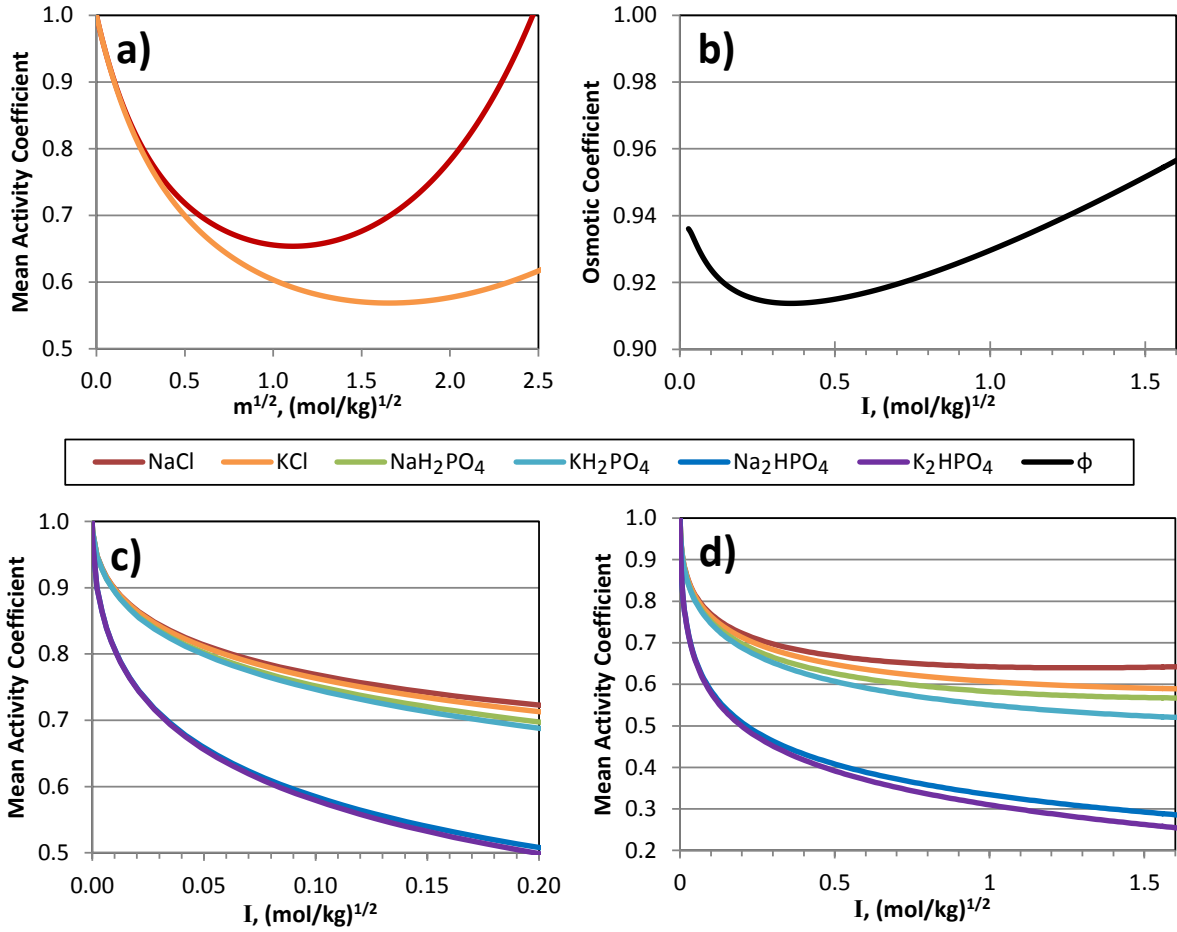 a)
Mean Activity Coefficient
1.0
0.9
0.8
0.7
0.6
0.5
0.0 0.5 1.0 1.5 2.0 2.5
m1/2, (mol/kg)1/2
b)
Osmotic Coefficient
1.00
0.98
0.96
0.94
0.92
0.90
0.0 0.5 1.0 1.5
I, (mol/kg)1/2
NaCl KCl NaH2PO4 KH2PO4 Na2HPO4 K2HPO4 ϕ
c)
Mean Activity Coefficient
1.0
0.9
0.8
0.7
0.6
0.5
0.00 0.05 0.10 0.15 0.20
I, (mol/kg)1/2
d)
Mean Activity Coefficient
1.0
0.9
0.8
0.7
0.6
0.5
0.4
0.3
0.2
0 0.5 1 1.5
I, (mol/kg)1/2